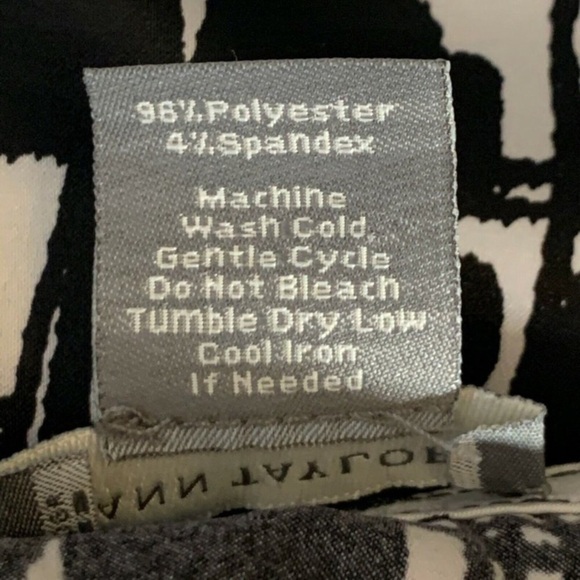 96% Polyester
4% Spandex
Machine
Wash Cold
Gentle Cycle
Do Not Bleach
Tumble Dry Low
Cool Iron
If Needed
ANN TAYLOR